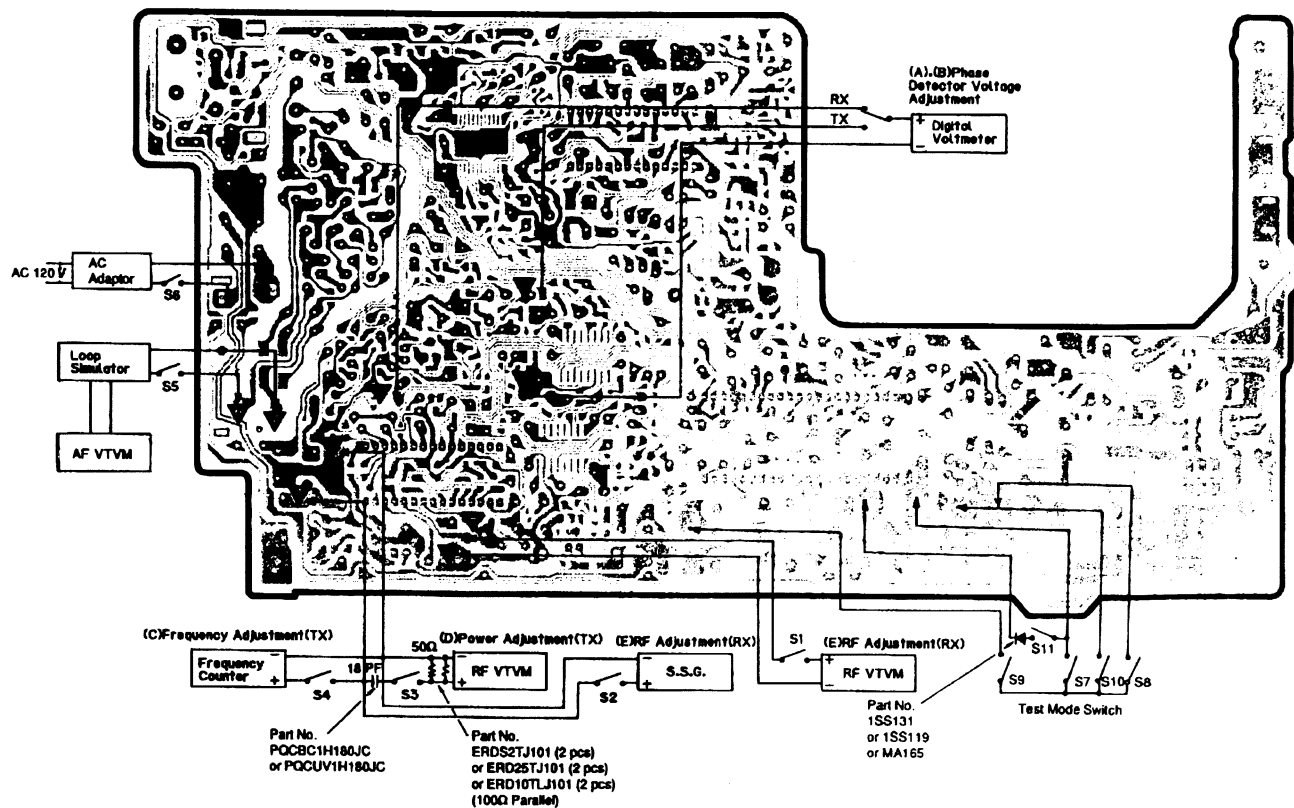 (A).(B)Phase
Detector Voltage
Adjustment
RX
TX
+
Digital
Voltmeter
−
AC 120 V
AC
Adaptor
S6
Loop
Simulator
S5
AF VTVM
(C)Frequency Adjustment(TX)
Frequency
Counter
+
−
S4
18 PF
S3
50Ω
(D)Power Adjustment(TX)
−
RF VTVM
+
(E)RF Adjustment(RX)
−
S.S.G.
+
S2
S1
(E)RF Adjustment(RX)
+
RF VTVM
−
S11
S9
S7
S10
S8
Test Mode Switch
Part No.
PQCBC1H180JC
or PQCUV1H180JC
Part No.
ERDS2TJ101 (2 pcs)
or ERD25TJ101 (2 pcs)
or ERD10TLJ101 (2 pcs)
(100Ω Parallel)
Part No.
1SS131
or 1SS119
or MA165